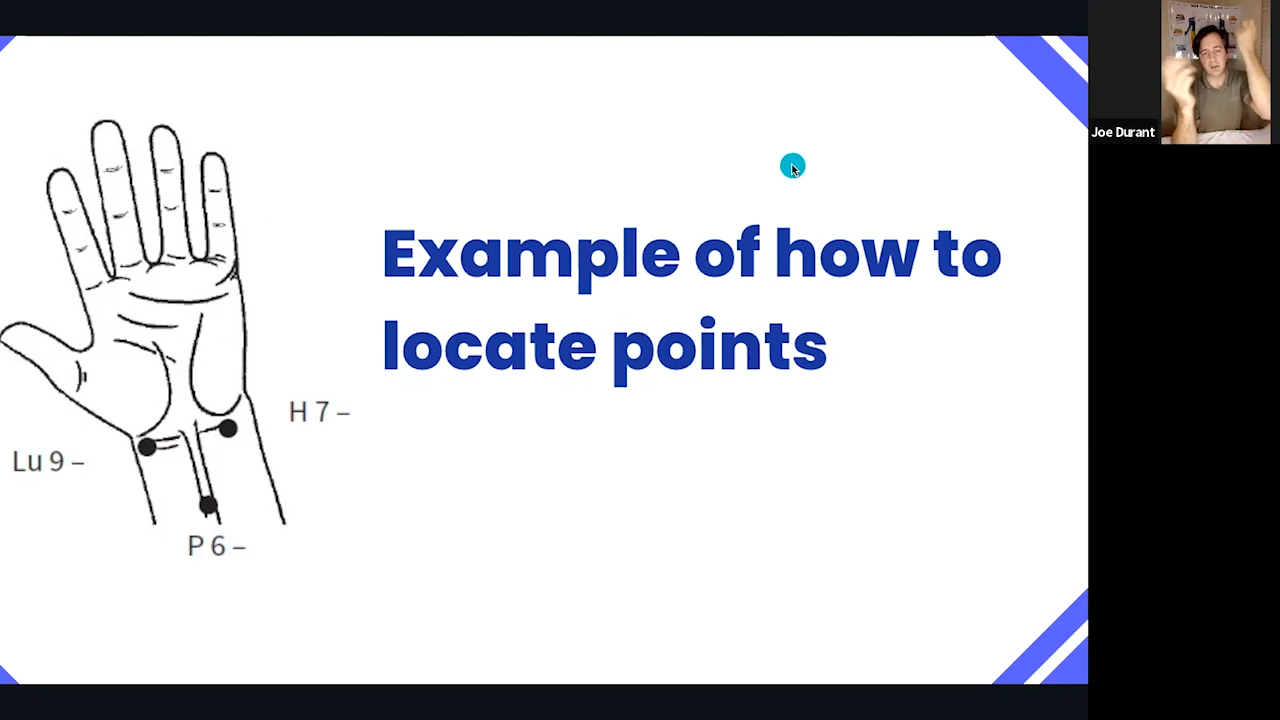 Example of how to
locate points
H 7 –
Lu 9 –
P 6 –
Joe Durant